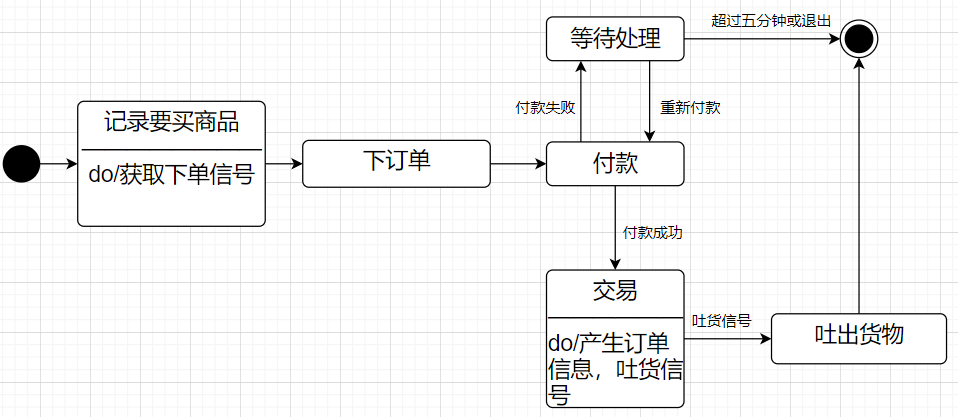 超过五分钟或退出
等待处理
付款失败
重新付款
记录要买商品
do/获取下单信号
下订单
付款
付款成功
交易
do/产生订单
信息，吐货信
号
吐货信号
吐出货物